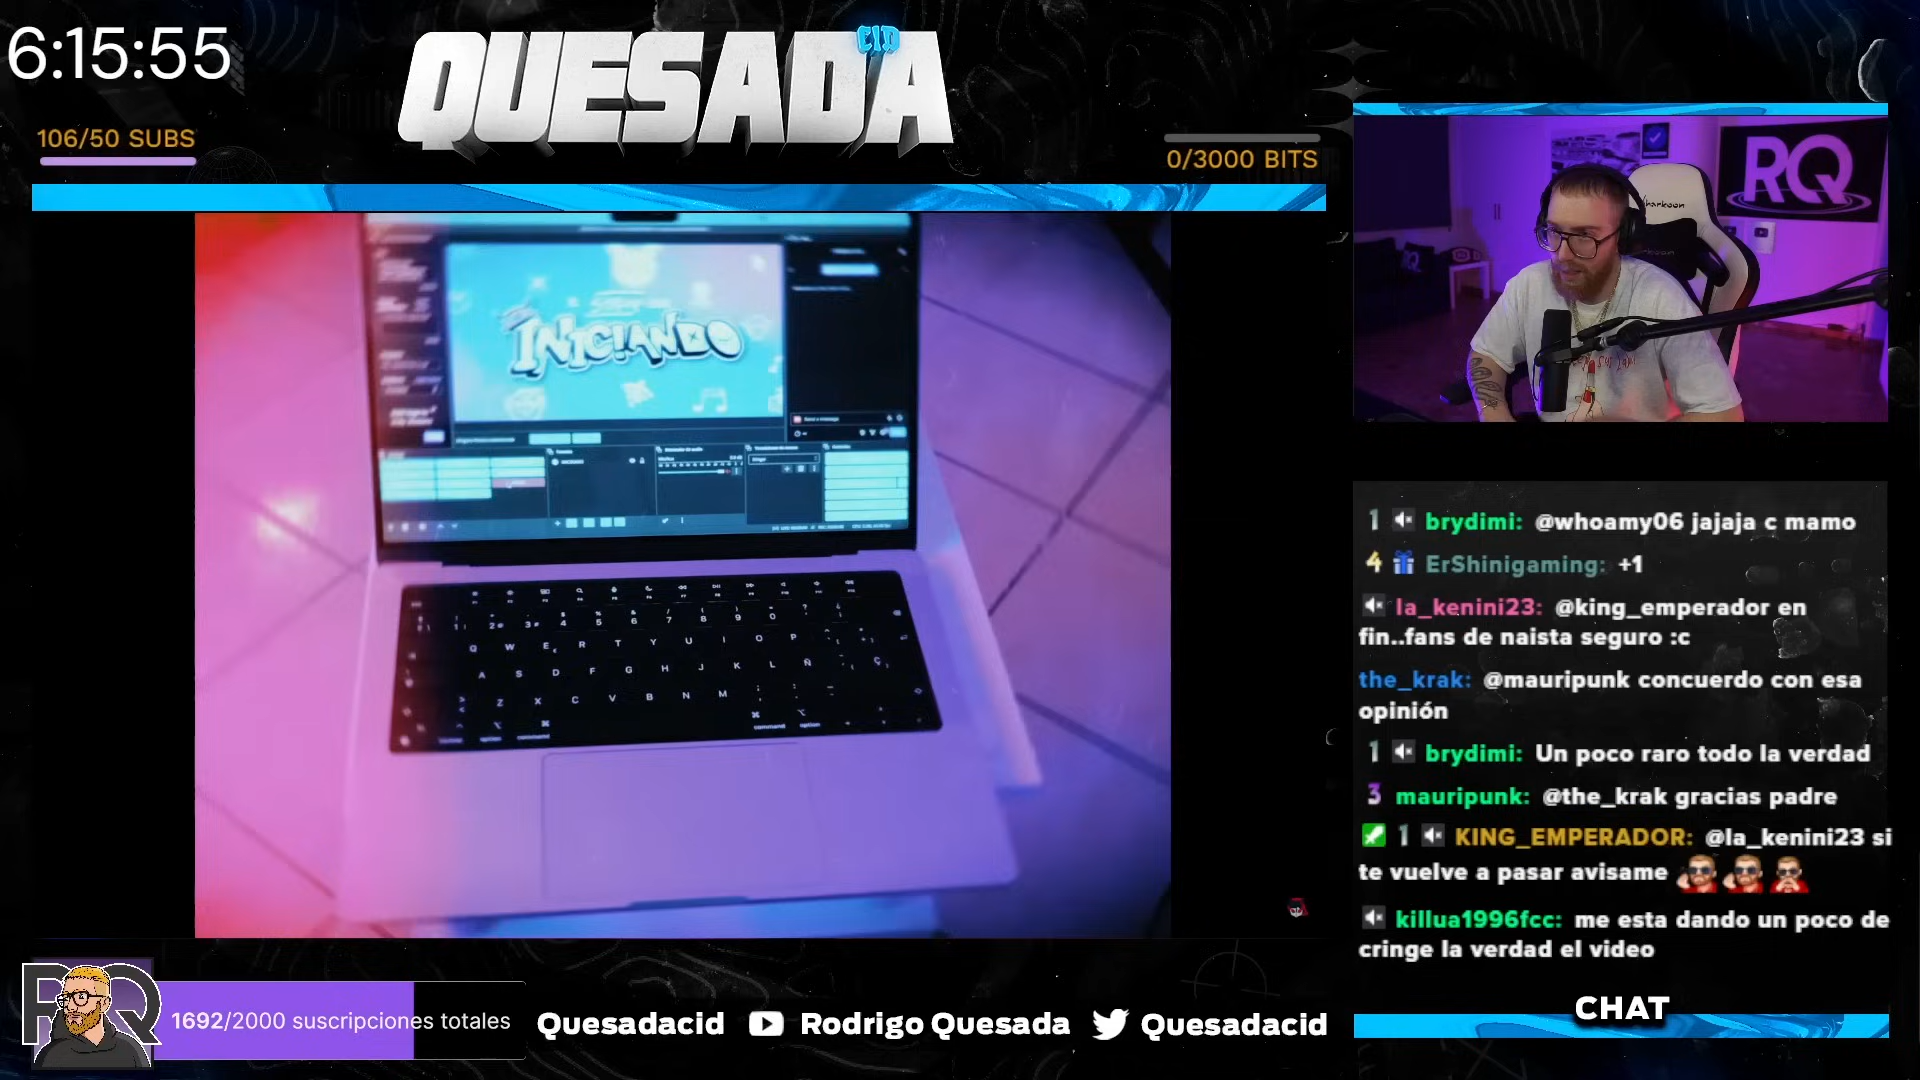 6:15:55
QUESADA
CID
106/50 SUBS
0/3000 BITS
RQ
INICIANDO
Q W E R T Y U I O P
A S D F G H J K L Ñ
Z X C V B N M
command
option
1 brydimi: @whoamy06 jajaja c mamo
4 ErShinigaming: +1
la_kenini23: @king_emperador en
fin..fans de naista seguro :c
the_krak: @mauripunk concuerdo con esa
opinión
1 brydimi: Un poco raro todo la verdad
3 mauripunk: @the_krak gracias padre
1 KING_EMPERADOR: @la_kenini23 si
te vuelve a pasar avisame
killua1996fcc: me esta dando un poco de
cringe la verdad el video
CHAT
1692/2000 suscripciones totales
Quesadacid
Rodrigo Quesada
Quesadacid